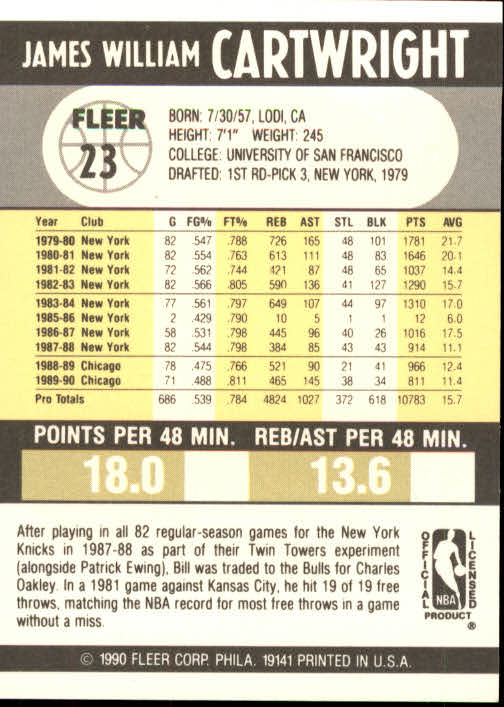 JAMES WILLIAM CARTWRIGHT
FLEER
23
BORN: 7/30/57, LODI, CA
HEIGHT: 7'1" WEIGHT: 245
COLLEGE: UNIVERSITY OF SAN FRANCISCO
DRAFTED: 1ST RD-PICK 3, NEW YORK, 1979
Year Club G FG% FT% REB AST STL BLK PTS AVG
1979-80 New York 82 .547 .788 726 165 48 101 1781 21.7
1980-81 New York 82 .554 .763 613 111 48 83 1646 20.1
1981-82 New York 72 .562 .744 421 87 48 65 1037 14.4
1982-83 New York 82 .566 .805 590 136 41 127 1290 15.7
1983-84 New York 77 .561 .797 649 107 44 97 1310 17.0
1985-86 New York 2 .429 .790 10 5 1 1 12 6.0
1986-87 New York 58 .531 .798 445 96 40 26 1016 17.5
1987-88 New York 82 .544 .798 384 85 43 43 914 11.1
1988-89 Chicago 78 .475 .766 521 90 21 41 966 12.4
1989-90 Chicago 71 .488 .811 465 145 38 34 811 11.4
Pro Totals 686 .539 .784 4824 1027 372 618 10783 15.7
POINTS PER 48 MIN. REB/AST PER 48 MIN.
18.0 13.6
After playing in all 82 regular-season games for the New York
Knicks in 1987-88 as part of their Twin Towers experiment
(alongside Patrick Ewing), Bill was traded to the Bulls for Charles
Oakley. In a 1981 game against Kansas City, he hit 19 of 19 free
throws, matching the NBA record for most free throws in a game
without a miss.
OFFICIAL
LICENSED
NBA
PRODUCT
®
© 1990 FLEER CORP. PHILA. 19141 PRINTED IN U.S.A.